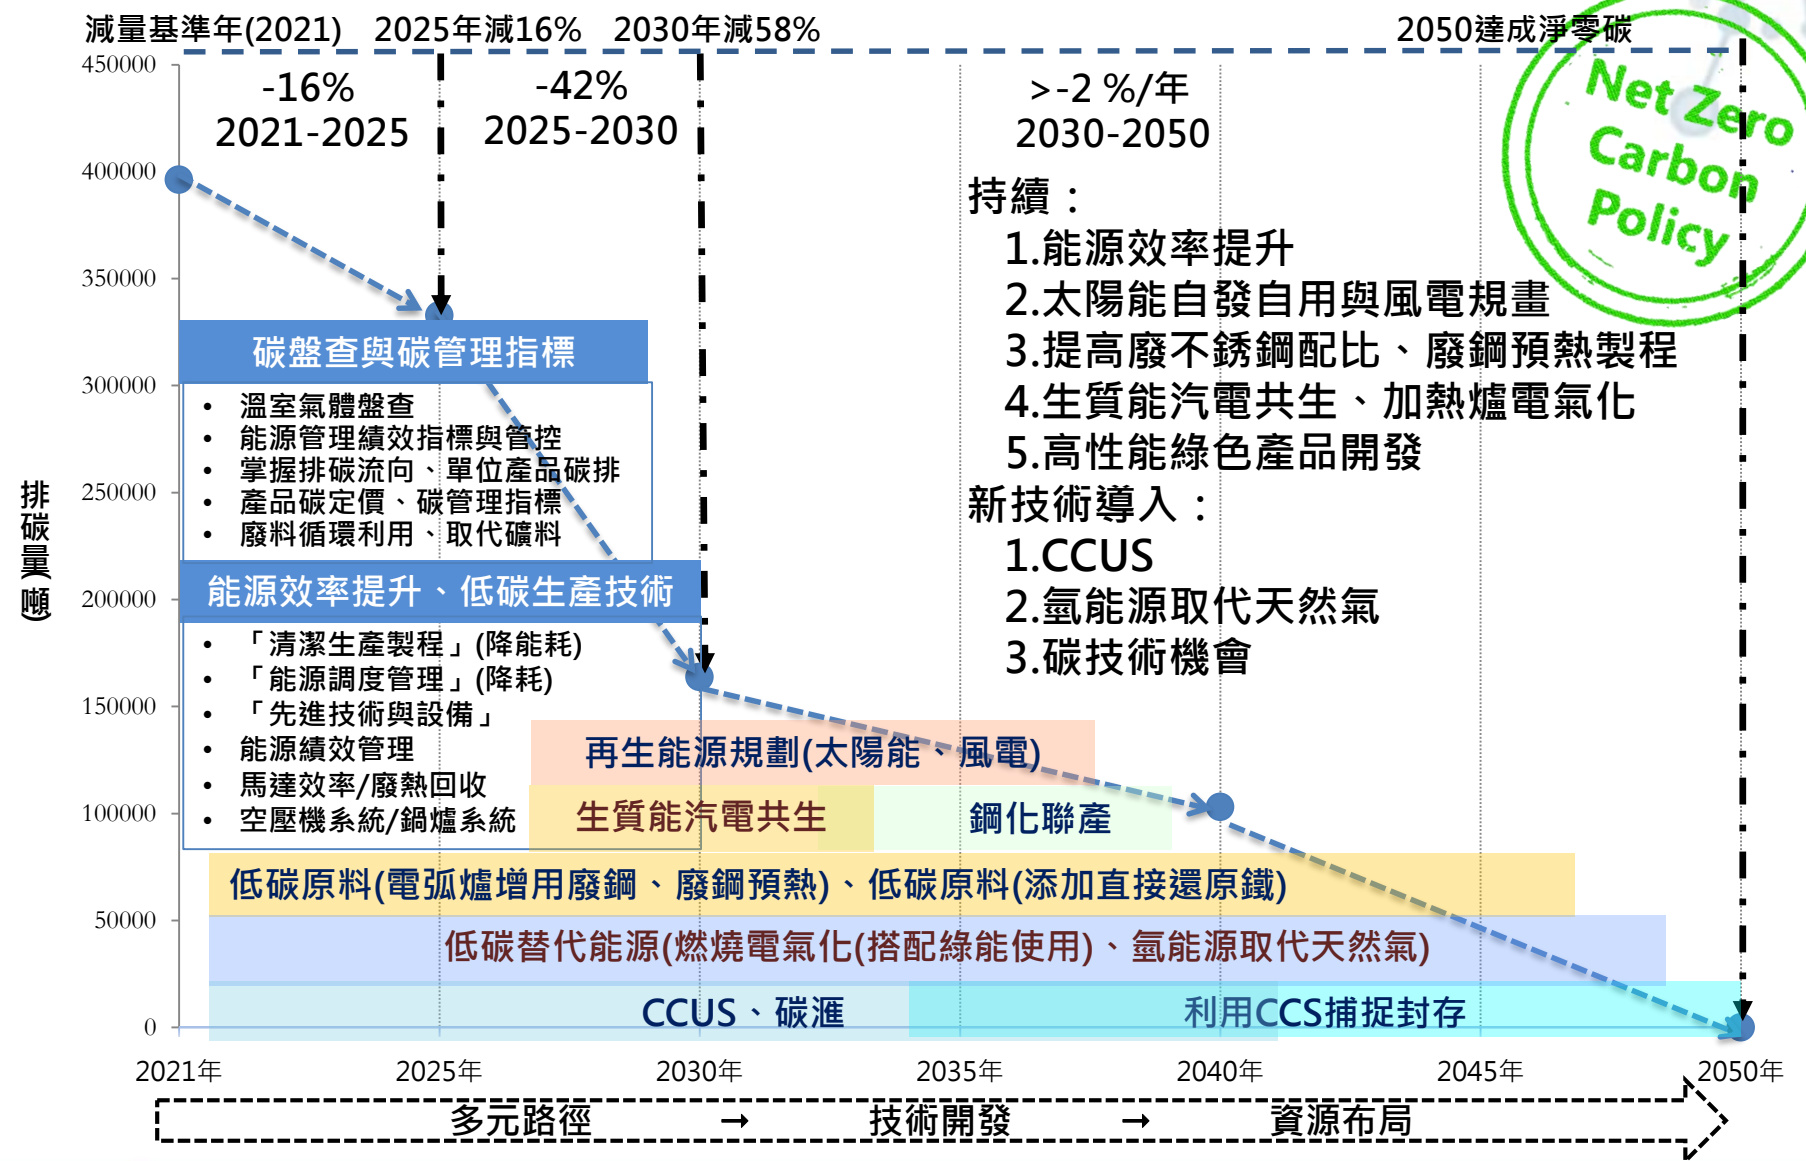 減量基準年(2021) 2025年減16% 2030年減58% 2050達成淨零碳
-16%
2021-2025
-42%
2025-2030
>-2 %/年
2030-2050
Net Zero
Carbon
Policy
持續：
1.能源效率提升
2.太陽能自發自用與風電規畫
3.提高廢不銹鋼配比、廢鋼預熱製程
4.生質能汽電共生、加熱爐電氣化
5.高性能綠色產品開發
新技術導入：
1.CCUS
2.氫能源取代天然氣
3.碳技術機會
排碳量(噸)
450000
400000
350000
300000
250000
200000
150000
100000
50000
0
碳盤查與碳管理指標
• 溫室氣體盤查
• 能源管理績效指標與管控
• 掌握排碳流向、單位產品碳排
• 產品碳定價、碳管理指標
• 廢料循環利用、取代礦料
能源效率提升、低碳生產技術
• 「清潔生產製程」(降能耗)
• 「能源調度管理」(降耗)
• 「先進技術與設備」
• 能源績效管理
• 馬達效率/廢熱回收
• 空壓機系統/鍋爐系統
再生能源規劃(太陽能、風電)
生質能汽電共生
鋼化聯產
低碳原料(電弧爐增用廢鋼、廢鋼預熱)、低碳原料(添加直接還原鐵)
低碳替代能源(燃燒電氣化(搭配綠能使用)、氫能源取代天然氣)
CCUS、碳滙
利用CCS捕捉封存
2021年 2025年 2030年 2035年 2040年 2045年 2050年
多元路徑 → 技術開發 → 資源布局